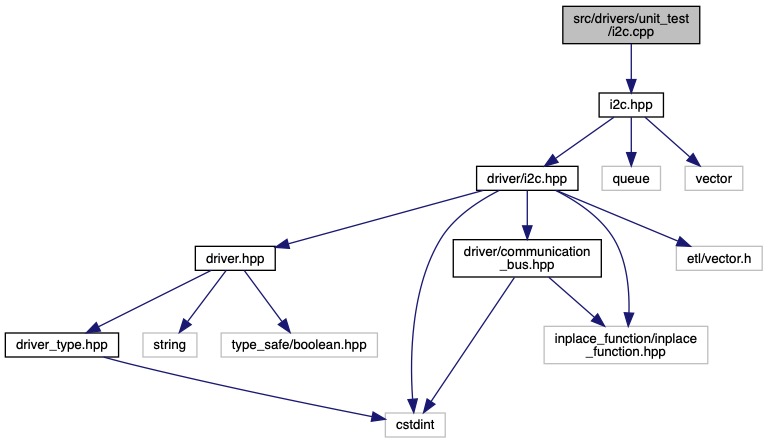 src/drivers/unit_test
/i2c.cpp
i2c.hpp
driver/i2c.hpp
queue
vector
driver.hpp
driver/communication
_bus.hpp
etl/vector.h
driver_type.hpp
string
type_safe/boolean.hpp
inplace_function/inplace
_function.hpp
cstdint